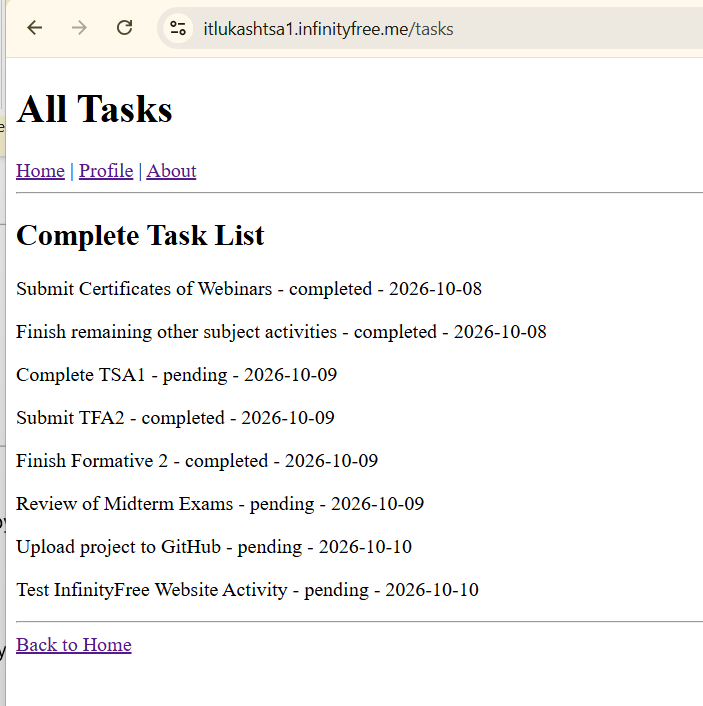 itlukashtsa1.infinityfree.me/tasks
All Tasks
Home | Profile | About
Complete Task List
Submit Certificates of Webinars - completed - 2026-10-08
Finish remaining other subject activities - completed - 2026-10-08
Complete TSA1 - pending - 2026-10-09
Submit TFA2 - completed - 2026-10-09
Finish Formative 2 - completed - 2026-10-09
Review of Midterm Exams - pending - 2026-10-09
Upload project to GitHub - pending - 2026-10-10
Test InfinityFree Website Activity - pending - 2026-10-10
Back to Home